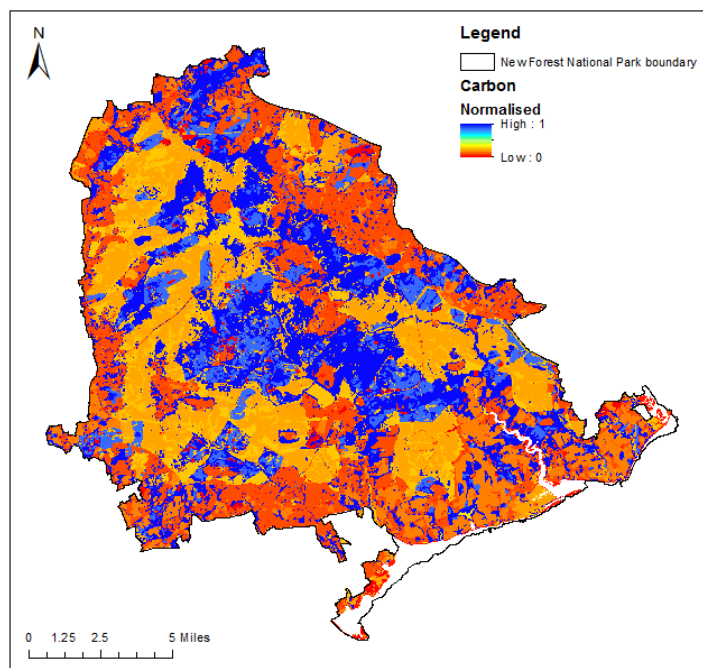 N
Legend
New Forest National Park boundary
Carbon
Normalised
High : 1
Low : 0
0 1.25 2.5 5 Miles